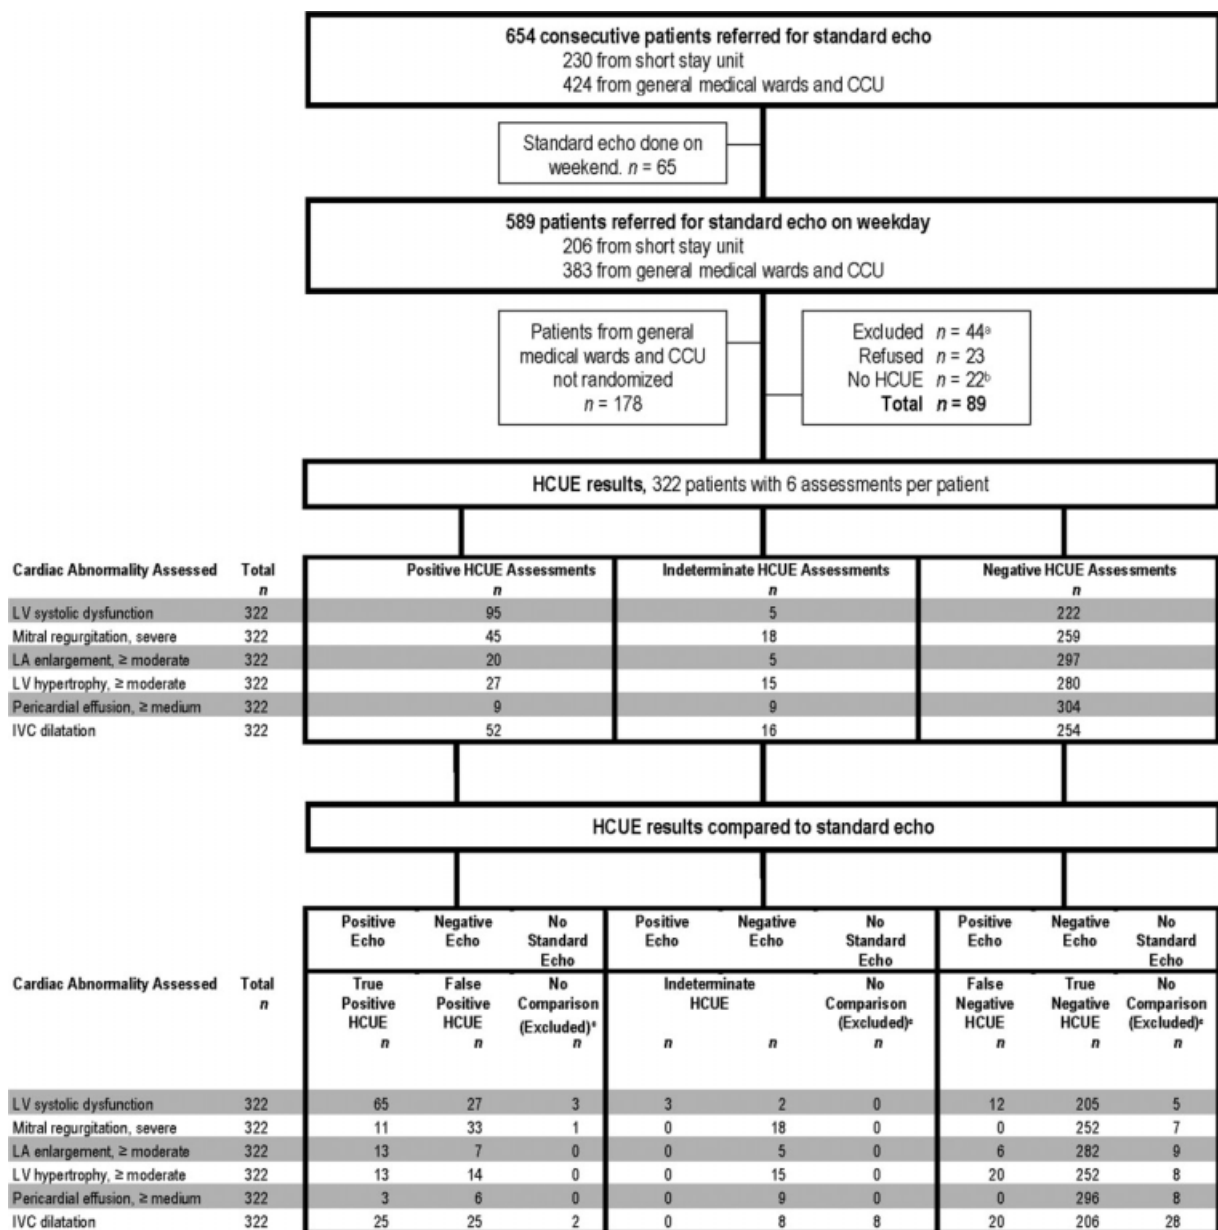 654 consecutive patients referred for standard echo
230 from short stay unit
424 from general medical wards and CCU
Standard echo done on
weekend. n = 65
589 patients referred for standard echo on weekday
206 from short stay unit
383 from general medical wards and CCU
Patients from general
medical wards and CCU
not randomized
n = 178
Excluded n = 44a
Refused n = 23
No HCUE n = 22b
Total n = 89
HCUE results, 322 patients with 6 assessments per patient
Cardiac Abnormality Assessed Total Positive HCUE Assessments Indeterminate HCUE Assessments Negative HCUE Assessments
n n n n
LV systolic dysfunction 322 95 5 222
Mitral regurgitation, severe 322 45 18 259
LA enlargement, ≥ moderate 322 20 5 297
LV hypertrophy, ≥ moderate 322 27 15 280
Pericardial effusion, ≥ medium 322 9 9 304
IVC dilatation 322 52 16 254
HCUE results compared to standard echo
Positive Negative No Positive Negative No Positive Negative No
Echo Echo Standard Echo Echo Standard Echo Echo Standard
Echo Echo Echo
Cardiac Abnormality Assessed Total True False No Indeterminate No False True No
n Positive Positive Comparison HCUE Comparison Negative Negative Comparison
HCUE HCUE (Excluded)c (Excluded)c HCUE HCUE (Excluded)c
n n n n n n n n n
LV systolic dysfunction 322 65 27 3 3 2 0 12 205 5
Mitral regurgitation, severe 322 11 33 1 0 18 0 0 252 7
LA enlargement, ≥ moderate 322 13 7 0 0 5 0 6 282 9
LV hypertrophy, ≥ moderate 322 13 14 0 0 15 0 20 252 8
Pericardial effusion, ≥ medium 322 3 6 0 0 9 0 0 296 8
IVC dilatation 322 25 25 2 0 8 8 20 206 28